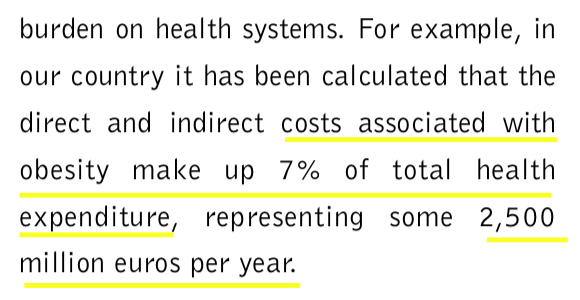 burden on health systems. For example, in
our country it has been calculated that the
direct and indirect costs associated with
obesity make up 7% of total health
expenditure, representing some 2,500
million euros per year.